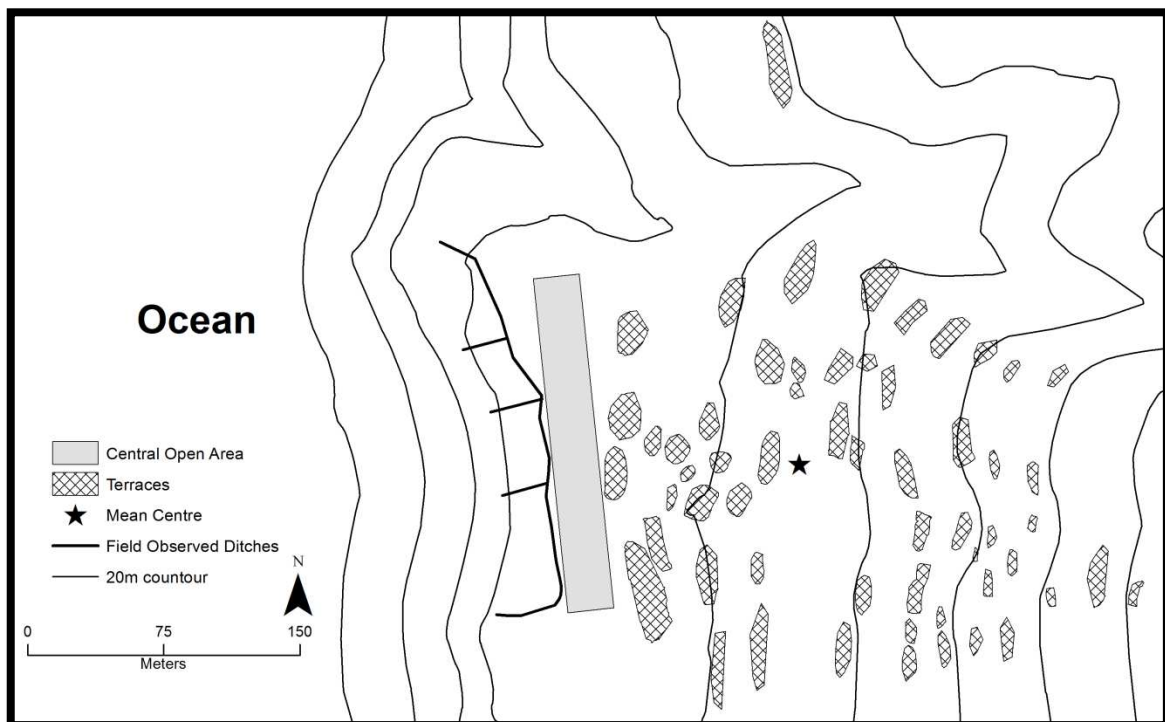 Ocean
Central Open Area
Terraces
Mean Centre
Field Observed Ditches
20m countour
N
0 75 150
Meters